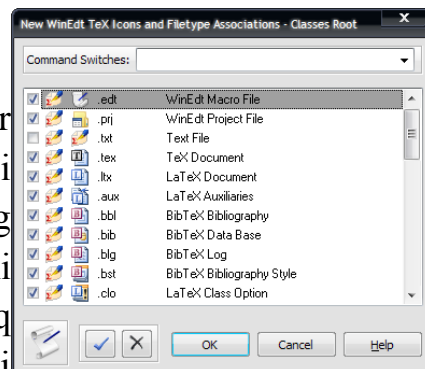 New WinEdt TeX Icons and Filetype Associations - Classes Root X
Command Switches:
.edt WinEdt Macro File
.prj WinEdt Project File
.txt Text File
.tex TeX Document
.ltx LaTeX Document
.aux LaTeX Auxiliaries
.bbl BibTeX Bibliography
.bib BibTeX Data Base
.blg BibTeX Log
.bst BibTeX Bibliography Style
.clo LaTeX Class Option
OK Cancel Help
r
i
g
i
q
i